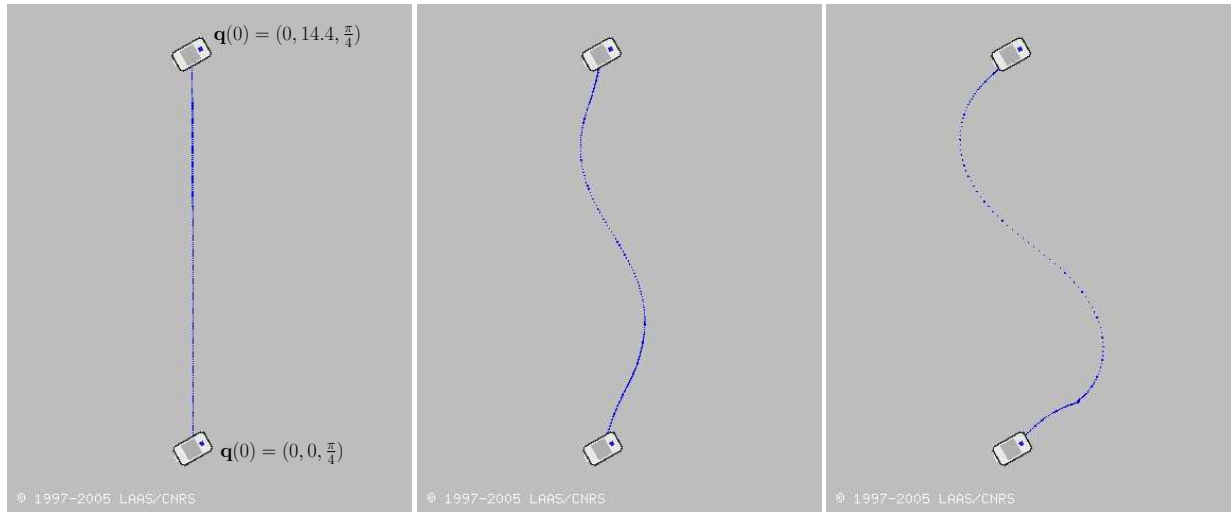 q(0) = (0, 14.4, π/4)
q(0) = (0, 0, π/4)
© 1997-2005 LAAS/CNRS
© 1997-2005 LAAS/CNRS
© 1997-2005 LAAS/CNRS